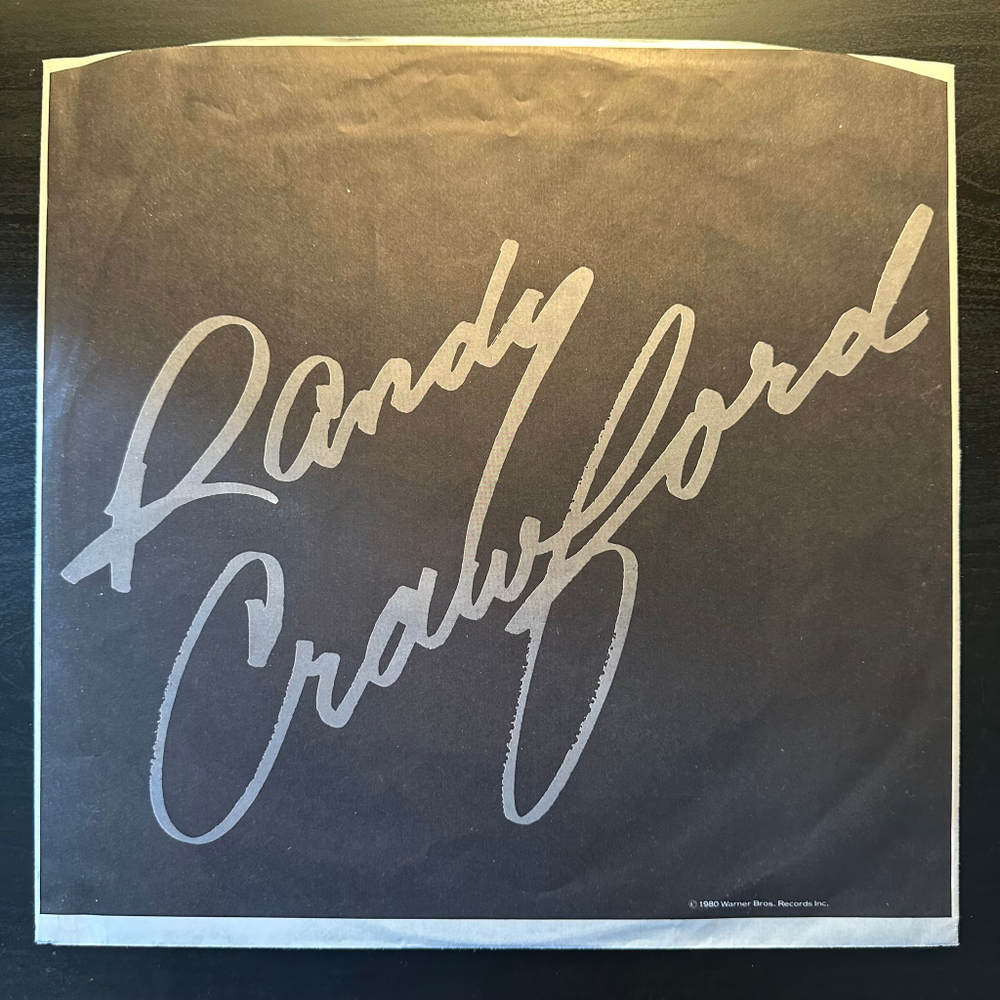 Randy
Crawford
© 1980 Warner Bros. Records Inc.